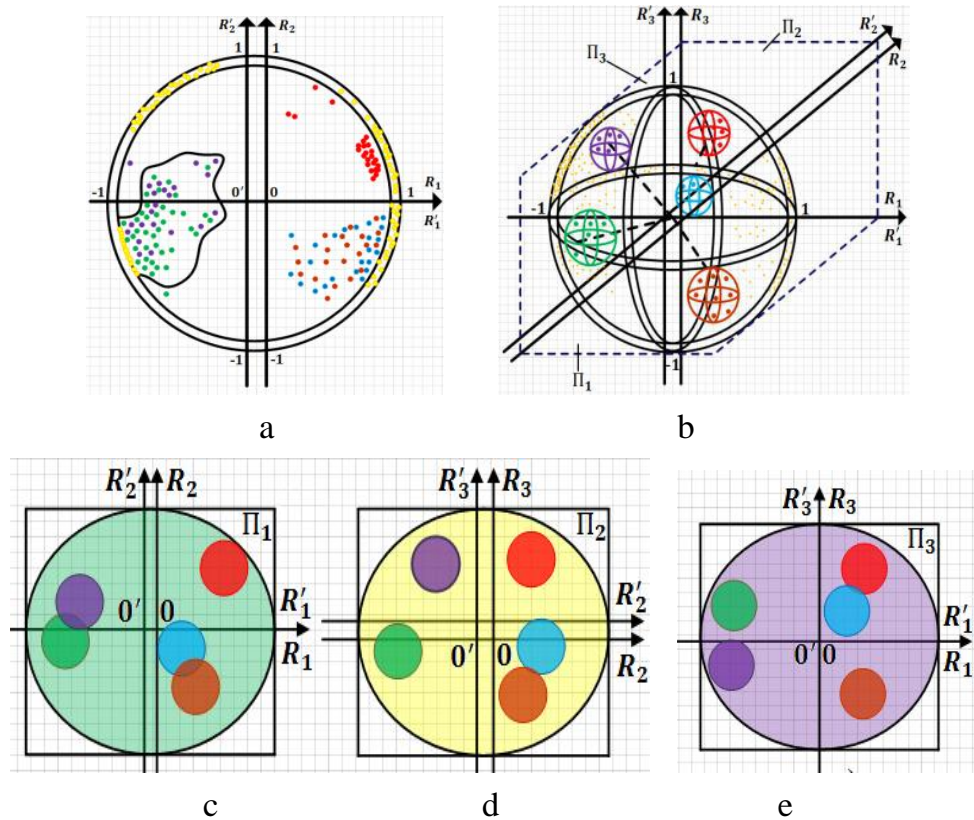 R′₂ R₂
1 1
-1 0′ 0 1 R₁
R′₁
-1 -1
a
R′₃ R₃ R′₂
Π₂ R₂
Π₃
1
-1 1 R₁
R′₁
-1
Π₁
b
R′₂ R₂
Π₁
0′ 0 R′₁
R₁
c
R′₃ R₃
Π₂
R′₂
0′ 0 R₂
d
R′₃ R₃
Π₃
R′₁
0′ 0 R₁
e